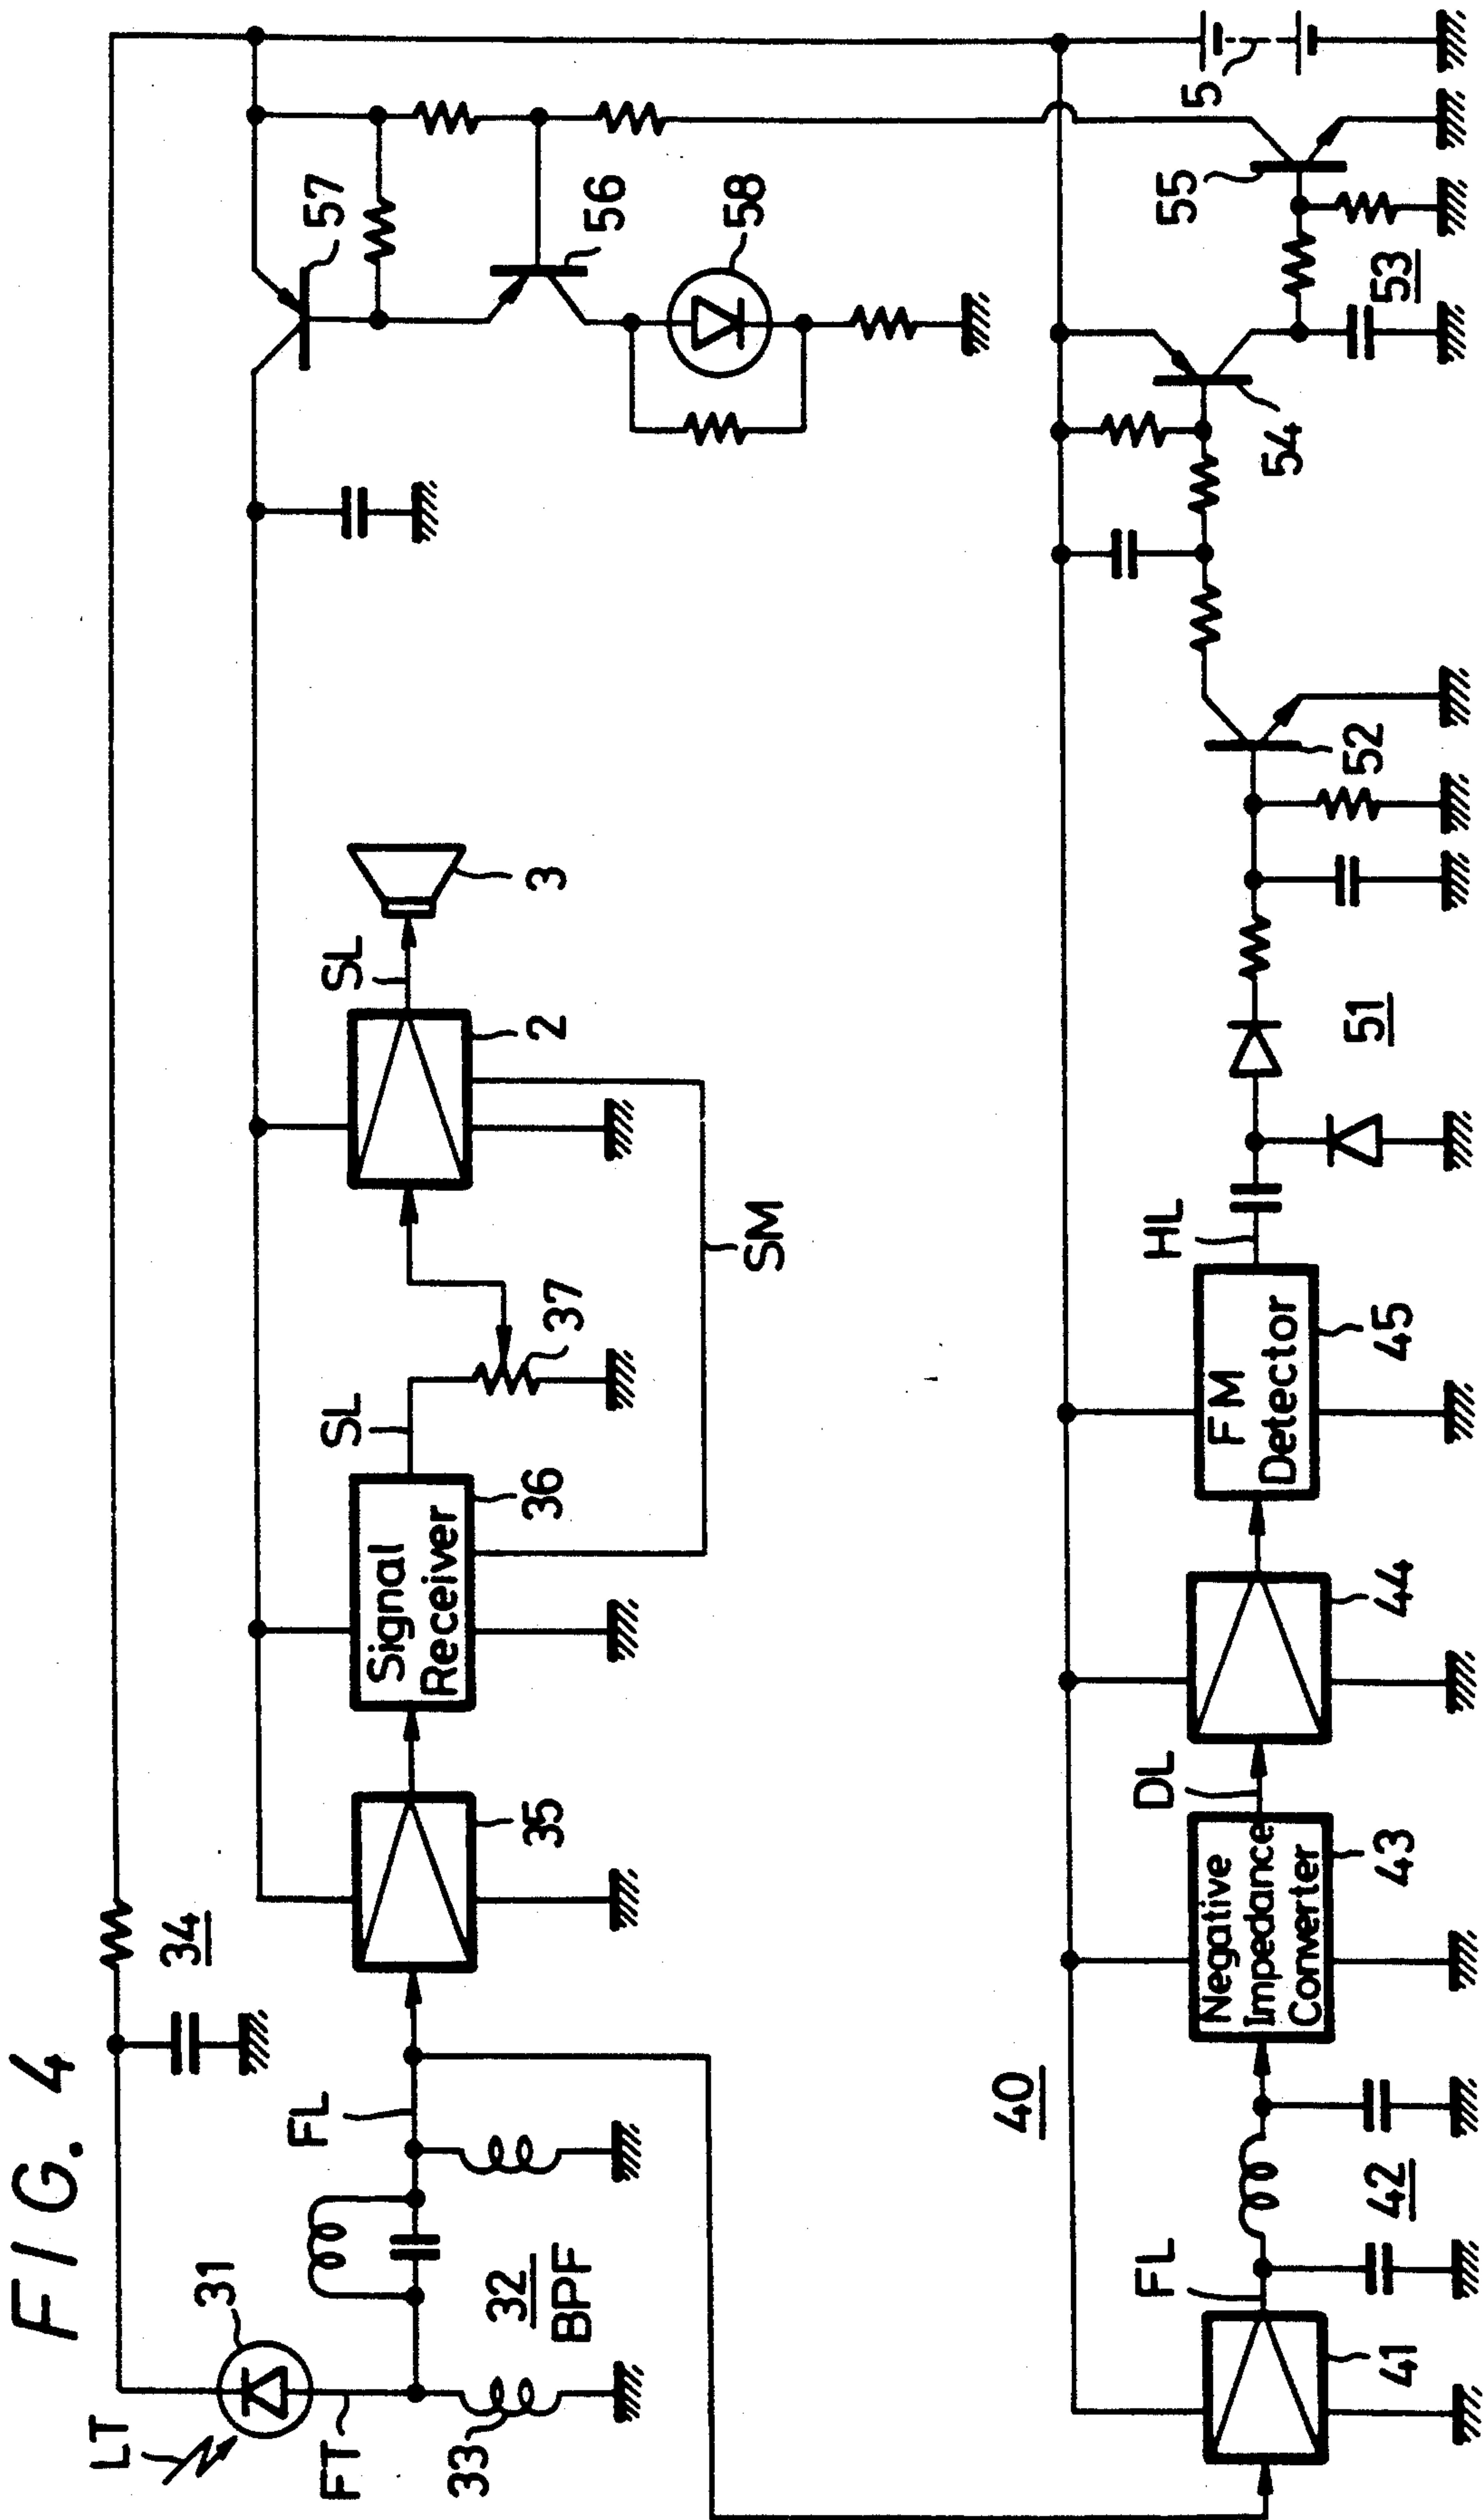 FIG. 4
LT
31
FT
33
32
BPF
FL
34
35
Signal
Receiver
36
SL
37
SM
2
SL
3
57
56
58
40
41
FL
42
Negative
Impedance
Converter
43
DL
44
FM
Detector
45
HL
51
52
54
53
55
5